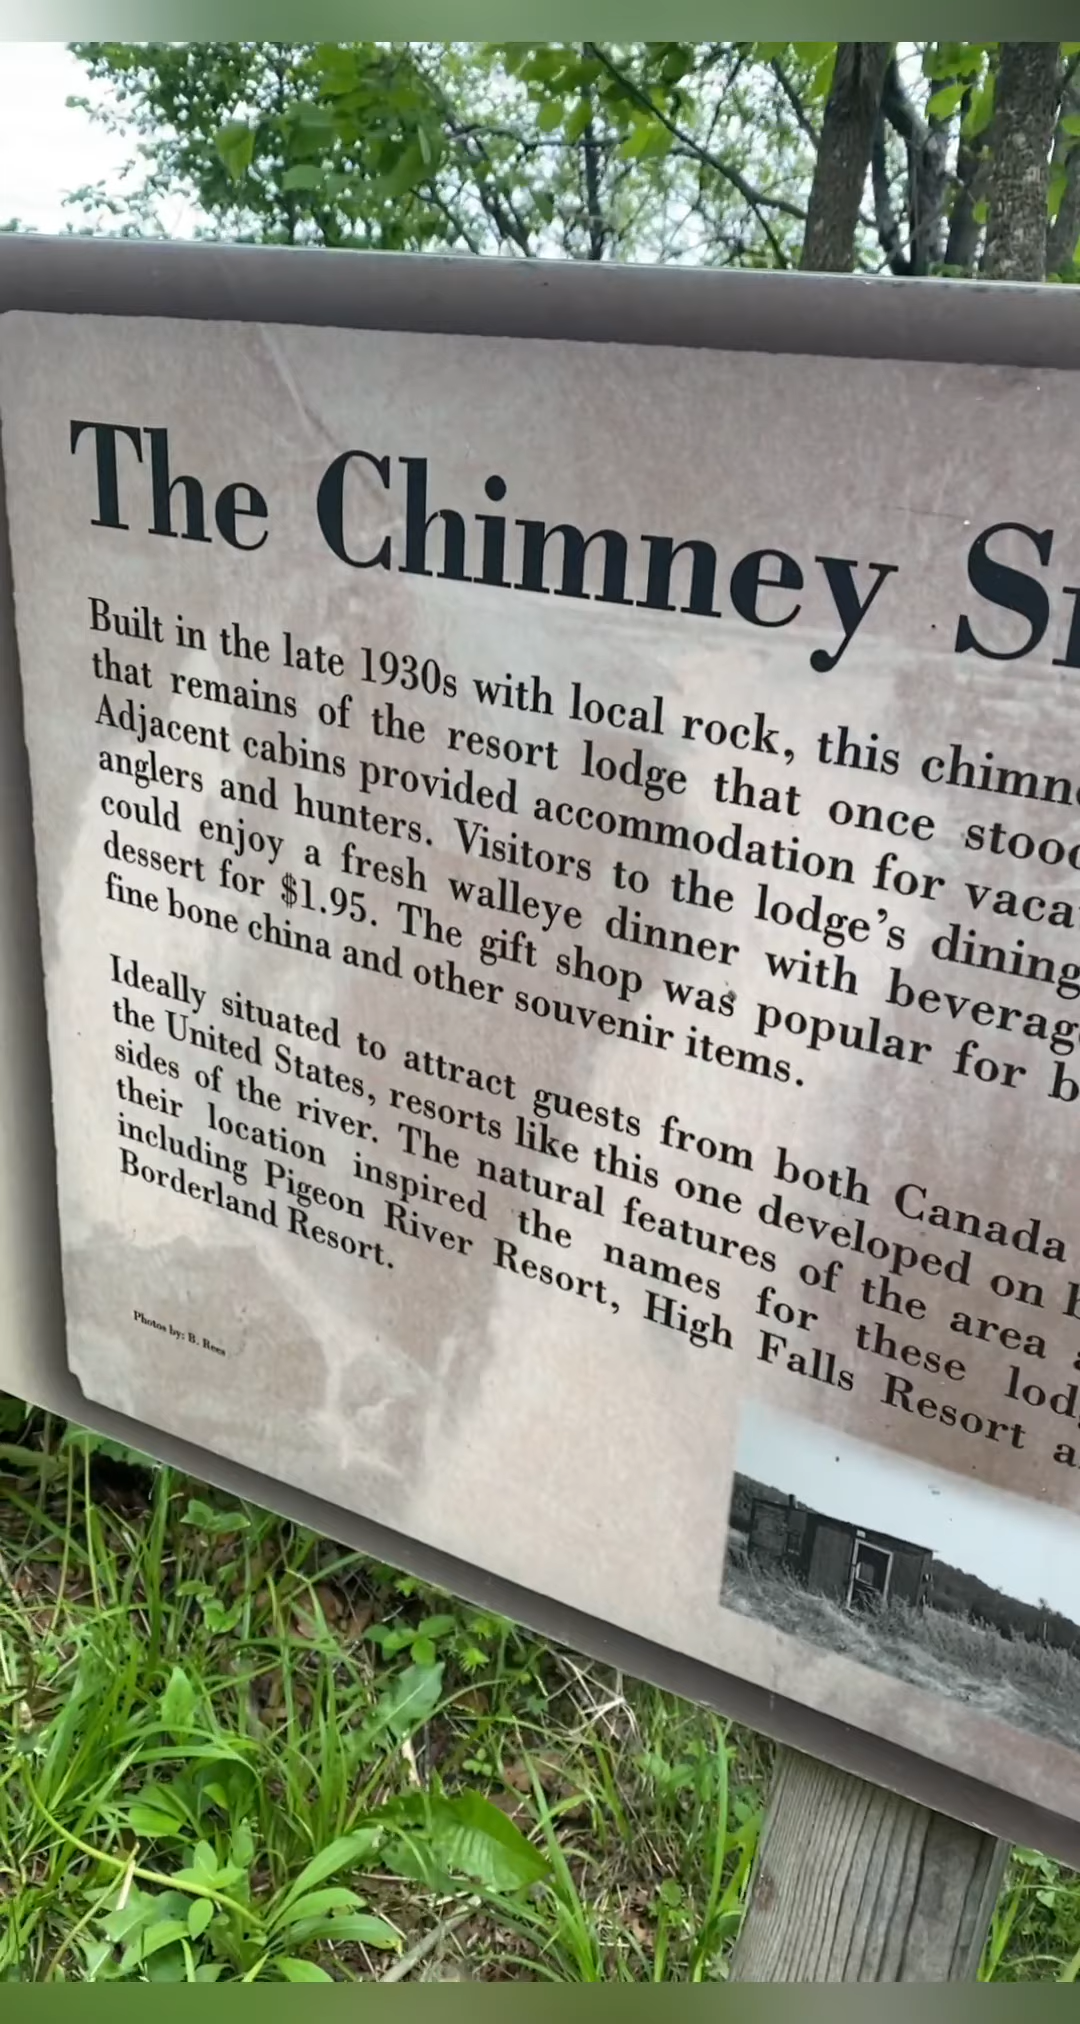 The Chimney
Built in the late 1930s with local rock, this
that remains of the resort lodge that once
Adjacent cabins provided accommodation for
anglers and hunters. Visitors to the lodge's dining
could enjoy a fresh walleye dinner with
dessert for $1.95. The gift shop was popular for
fine bone china and other souvenir items.
Ideally situated to attract guests from both Canada
the United States, resorts like this one developed on
sides of the river. The natural features of the area
their location inspired the names for these
including Pigeon River Resort, High Falls Resort
Borderland Resort.
Photos by: B. Rees